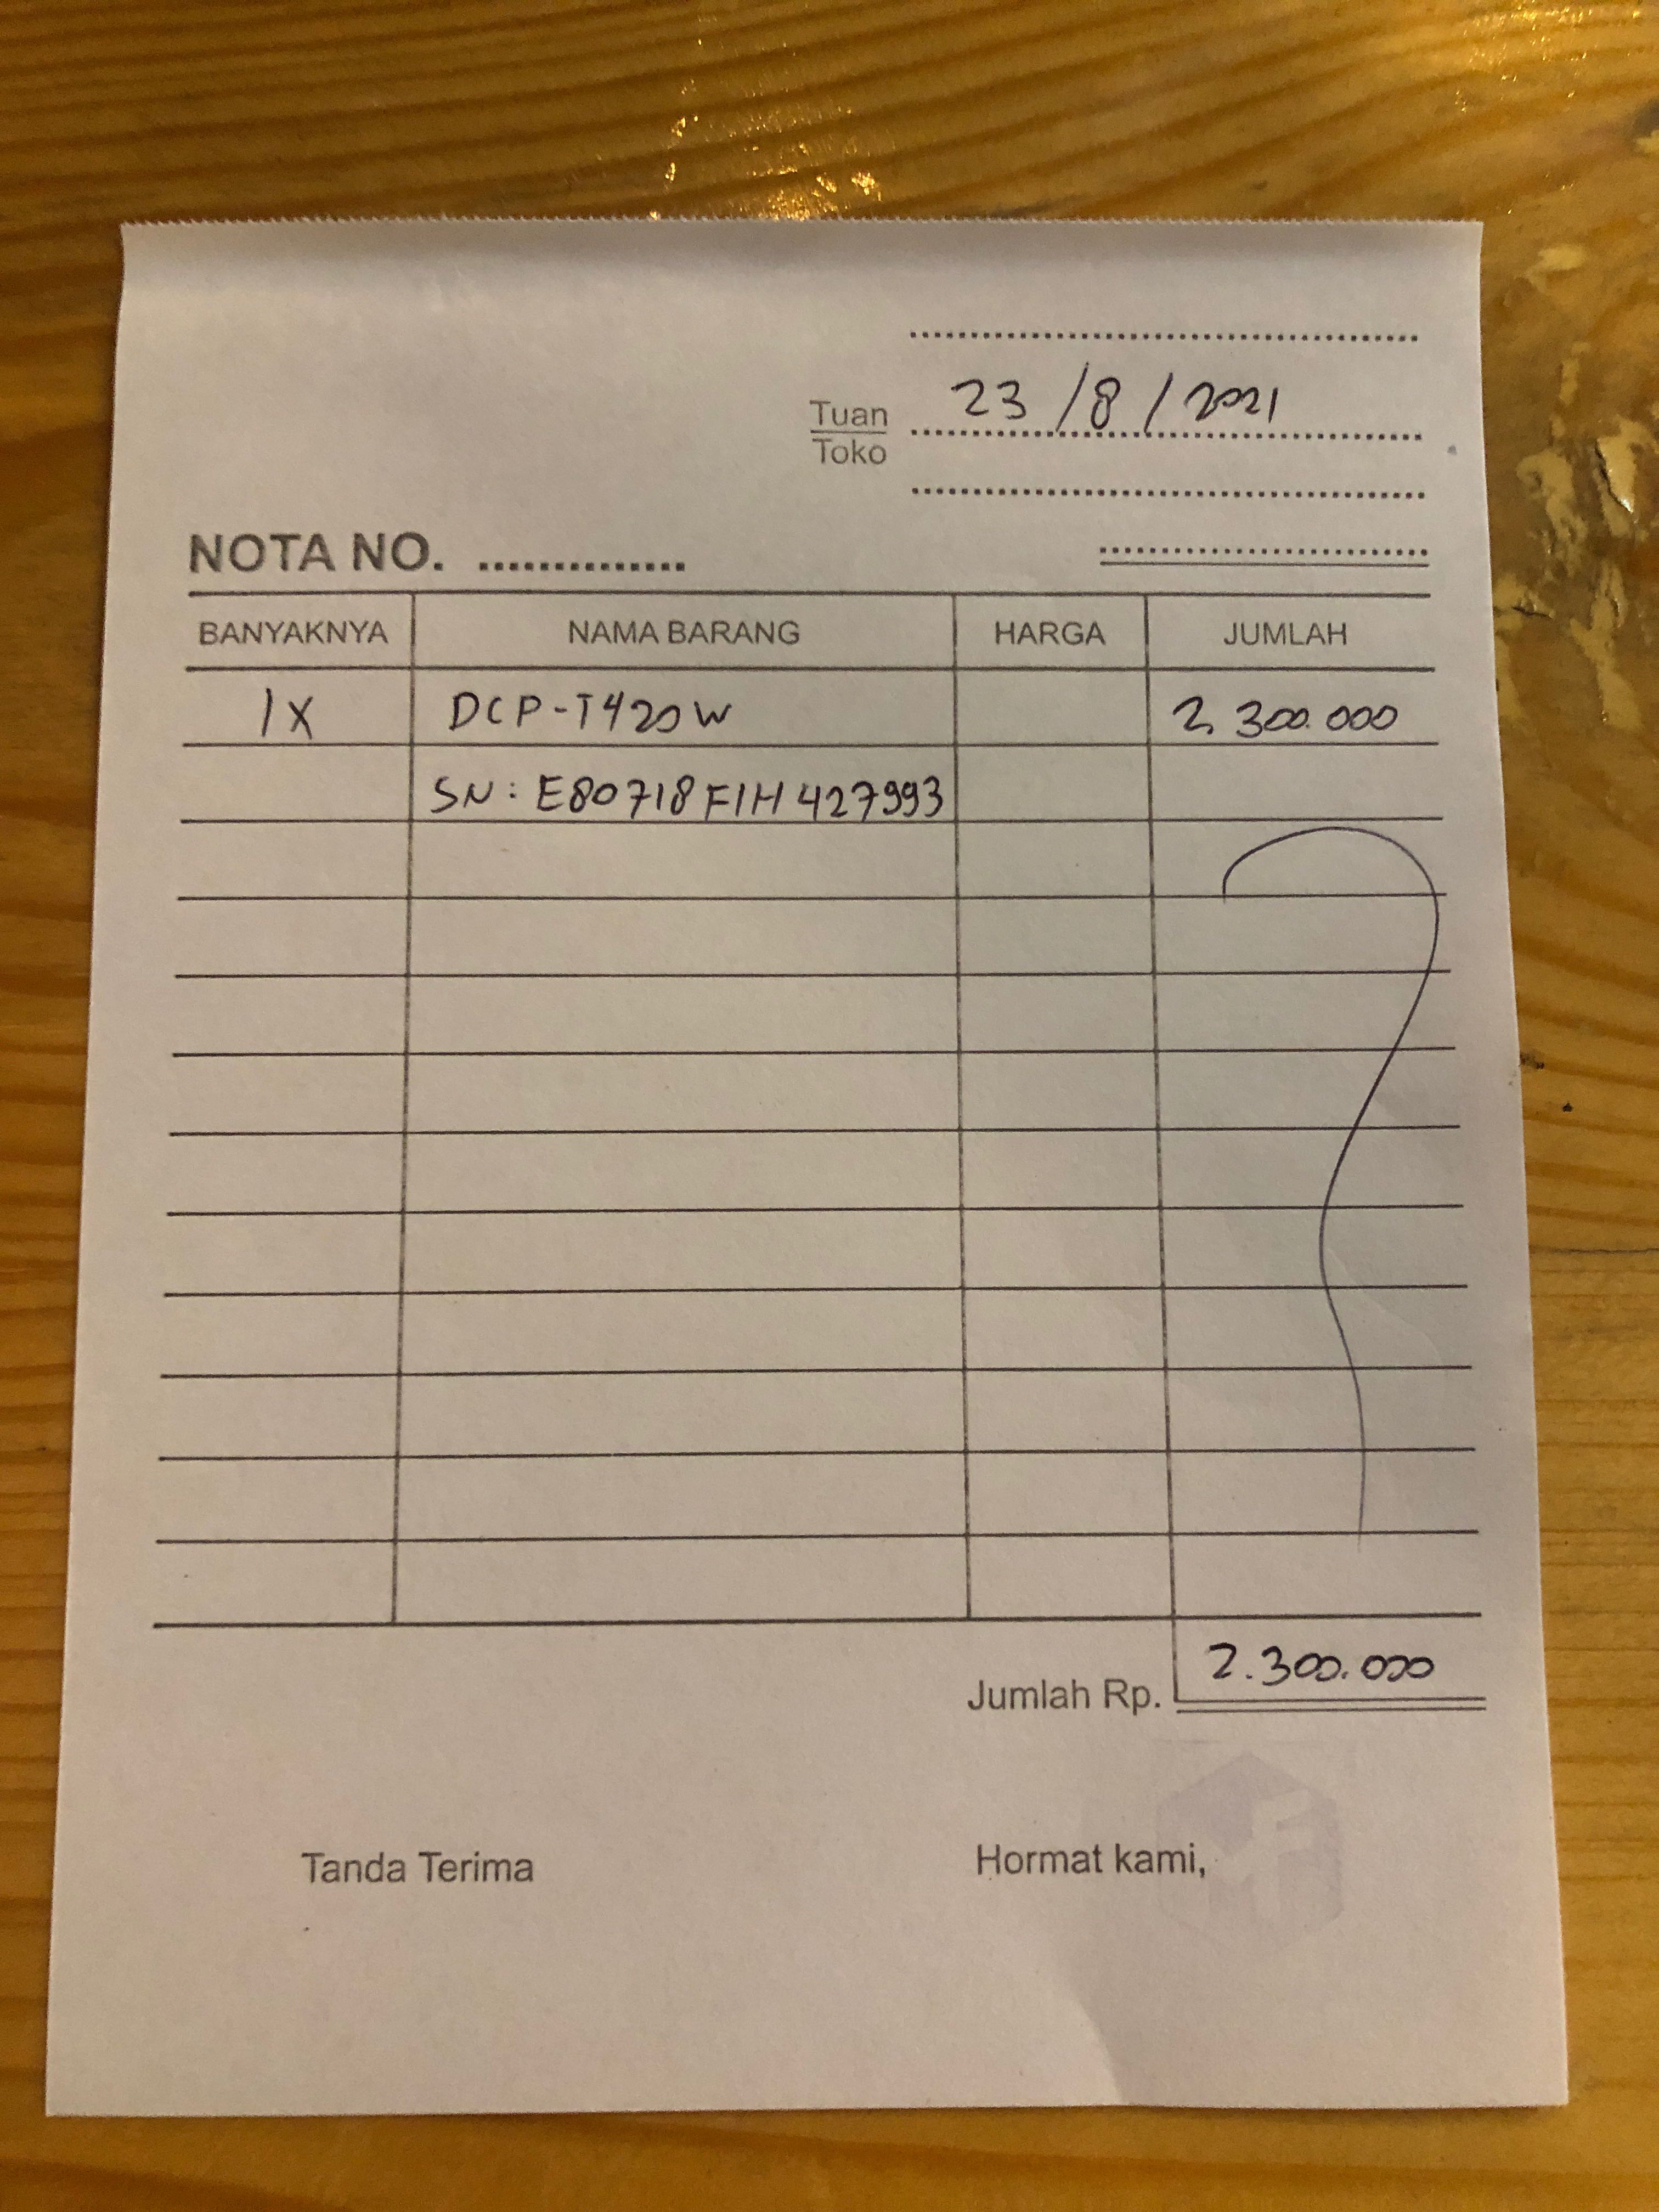 23/8/2021
Tuan
Toko
NOTA NO. ..............
BANYAKNYA NAMA BARANG HARGA JUMLAH
1X DCP-T420W 2.300.000
SN: E80718F1H427993
Jumlah Rp. 2.300.000
Tanda Terima Hormat kami,